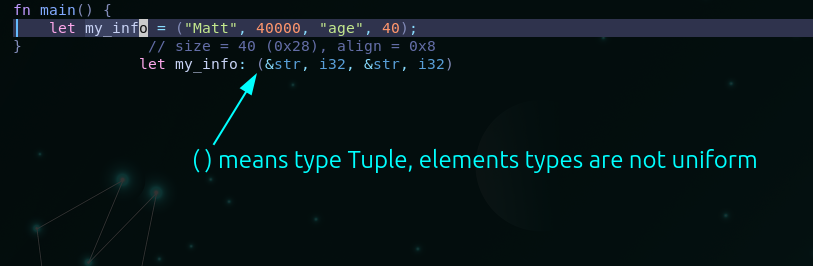 fn main() {
    let my_info = ("Matt", 40000, "age", 40);
}              // size = 40 (0x28), align = 0x8
               let my_info: (&str, i32, &str, i32)
( ) means type Tuple, elements types are not uniform